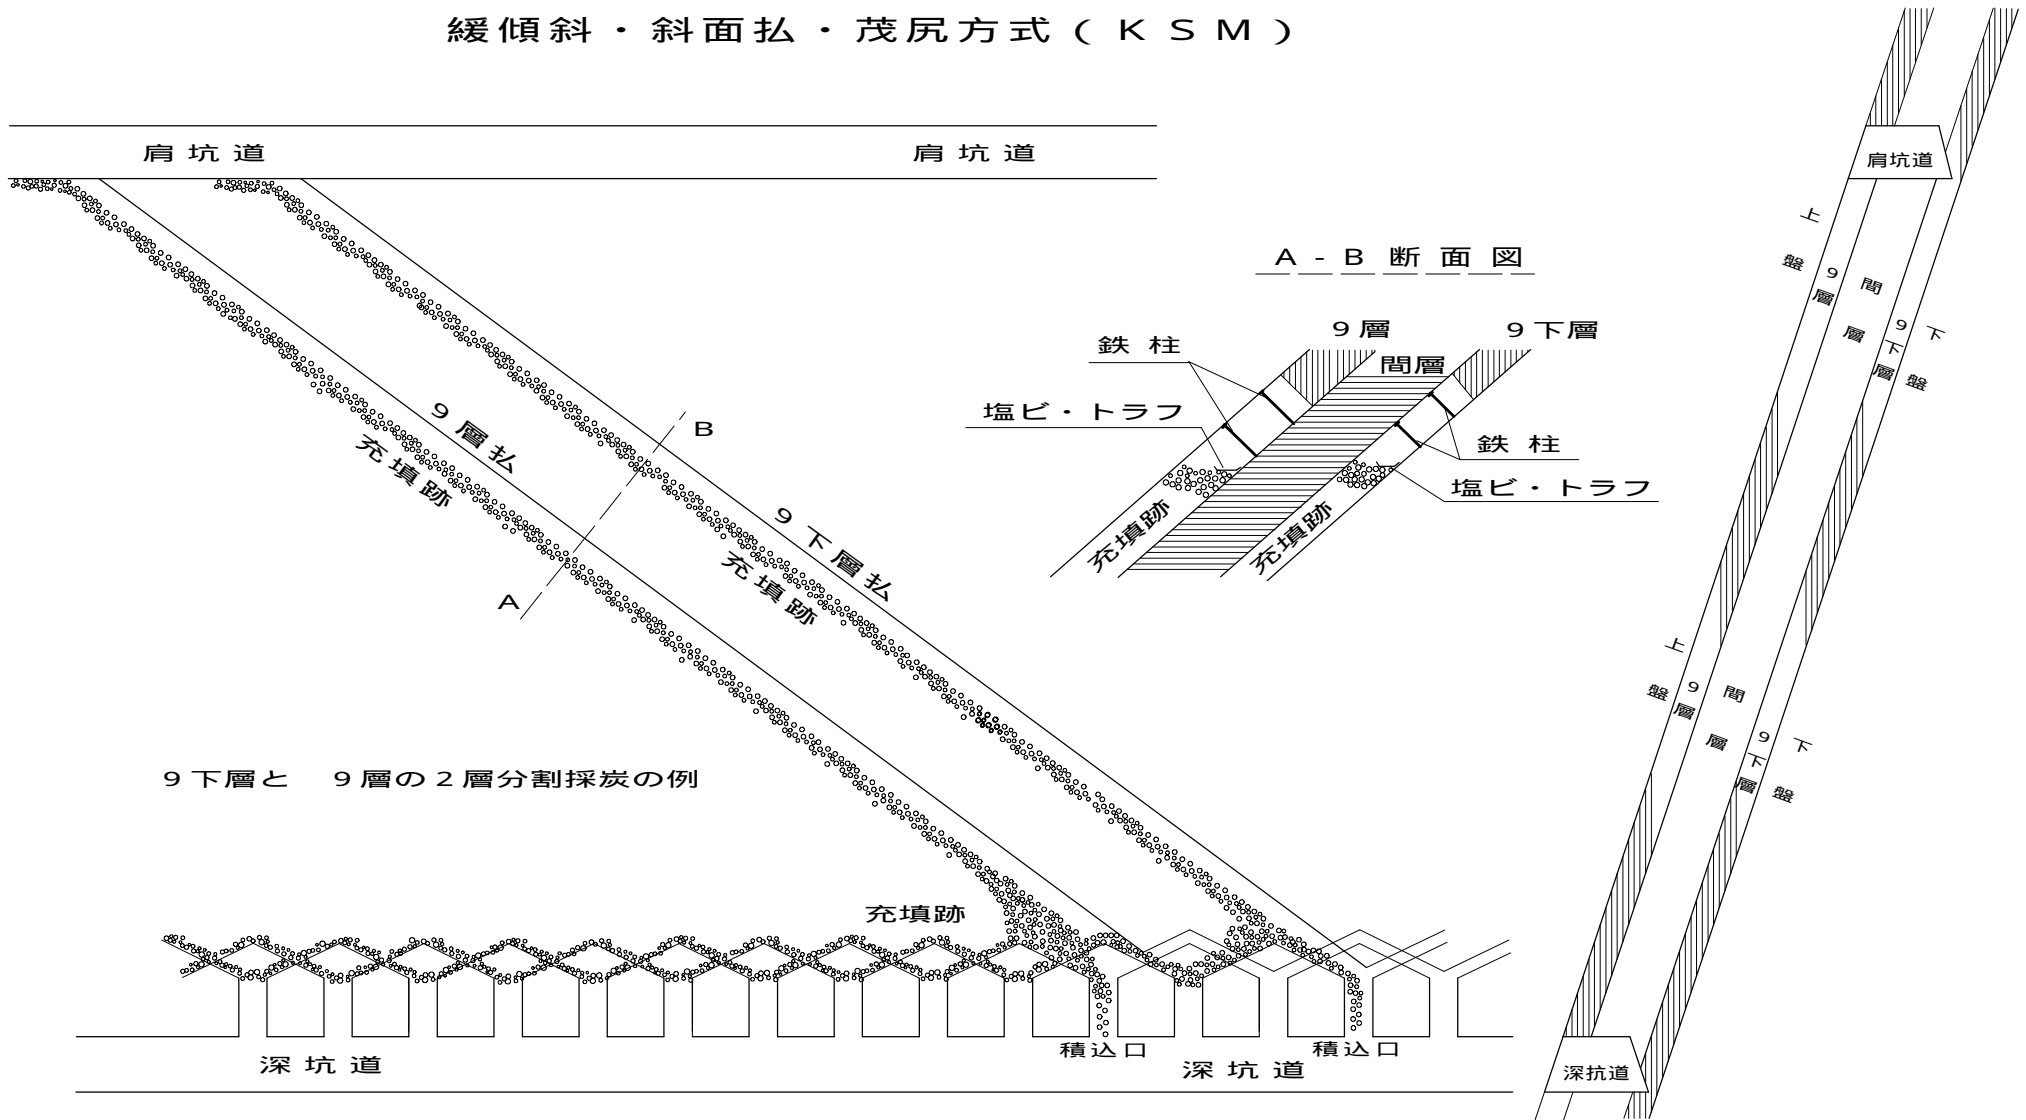 緩傾斜・斜面払・茂尻方式(KSM)
肩坑道
肩坑道
肩坑道
A-B断面図
9層
9下層
間層
鉄柱
塩ビ・トラフ
鉄柱
塩ビ・トラフ
充填跡
充填跡
上盤
9層
間層
9下層
下盤
9層払
充填跡
B
A
9下層払
充填跡
上盤
9層
間層
9下層
下盤
9下層と 9層の2層分割採炭の例
充填跡
積込口
積込口
深坑道
深坑道
深抗道